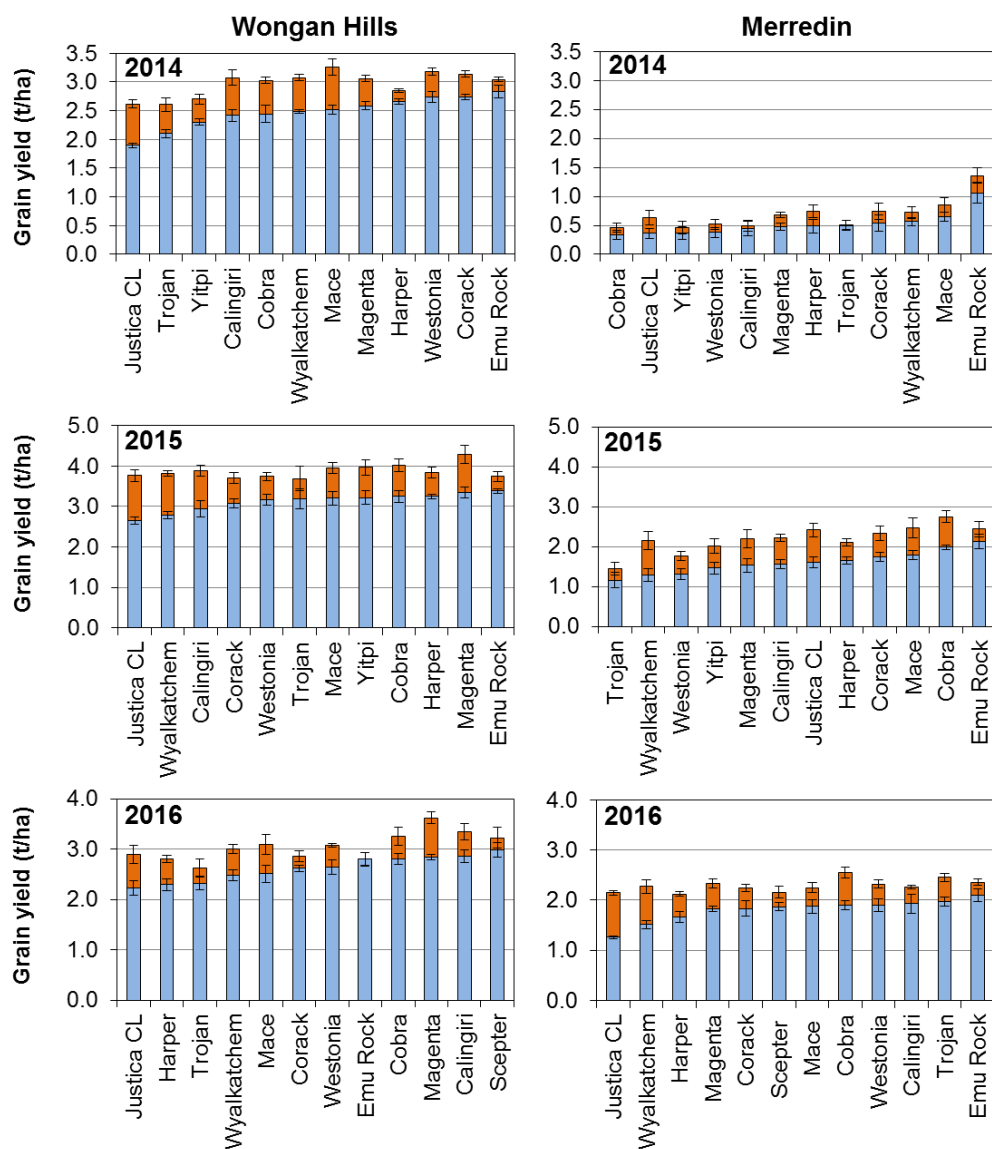 Wongan Hills
Merredin
Grain yield (t/ha)
2014
3.5
3.0
2.5
2.0
1.5
1.0
0.5
0.0
Justica CL
Trojan
Yitpi
Calingiri
Cobra
Wyalkatchem
Mace
Magenta
Harper
Westonia
Corack
Emu Rock
2014
3.5
3.0
2.5
2.0
1.5
1.0
0.5
0.0
Cobra
Justica CL
Yitpi
Westonia
Calingiri
Magenta
Harper
Trojan
Corack
Wyalkatchem
Mace
Emu Rock
Grain yield (t/ha)
2015
5.0
4.0
3.0
2.0
1.0
0.0
Justica CL
Wyalkatchem
Calingiri
Corack
Westonia
Trojan
Mace
Yitpi
Cobra
Harper
Magenta
Emu Rock
2015
5.0
4.0
3.0
2.0
1.0
0.0
Trojan
Wyalkatchem
Westonia
Yitpi
Magenta
Calingiri
Justica CL
Harper
Corack
Mace
Cobra
Emu Rock
Grain yield (t/ha)
2016
4.0
3.0
2.0
1.0
0.0
Justica CL
Harper
Trojan
Wyalkatchem
Mace
Corack
Westonia
Emu Rock
Cobra
Magenta
Calingiri
Scepter
2016
4.0
3.0
2.0
1.0
0.0
Justica CL
Wyalkatchem
Harper
Magenta
Corack
Scepter
Mace
Cobra
Westonia
Calingiri
Trojan
Emu Rock